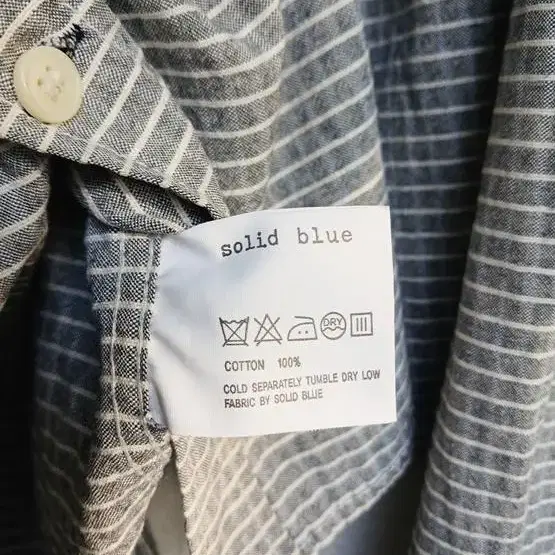 solid blue
DRY
COTTON 100%
COLD SEPARATELY TUMBLE DRY LOW
FABRIC BY SOLID BLUE